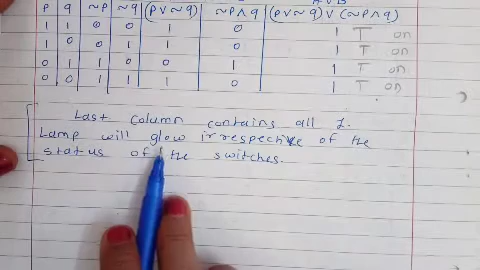 p q ~p ~q (p∨~q) ~p∧q (p∨~q)∨(~p∧q)
1 1 0 0 1 0 1 T on
1 0 0 1 1 0 1 T on
0 1 1 0 0 1 1 T on
0 0 1 1 1 0 1 T on
Last column contains all 1.
Lamp will glow irrespective of the
status of the switches.